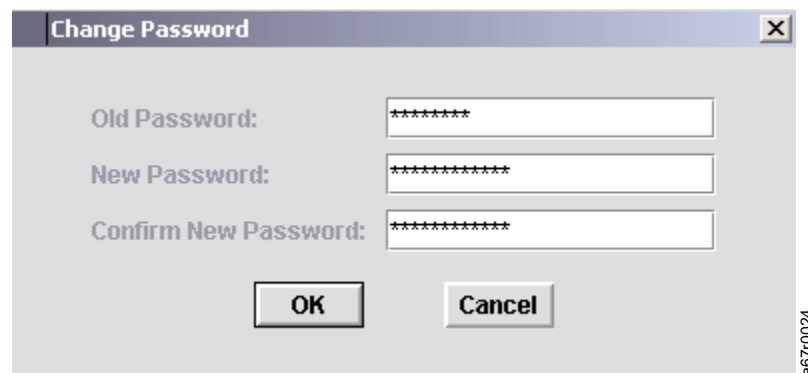 Change Password
Old Password: ********
New Password: ************
Confirm New Password: ************
OK Cancel